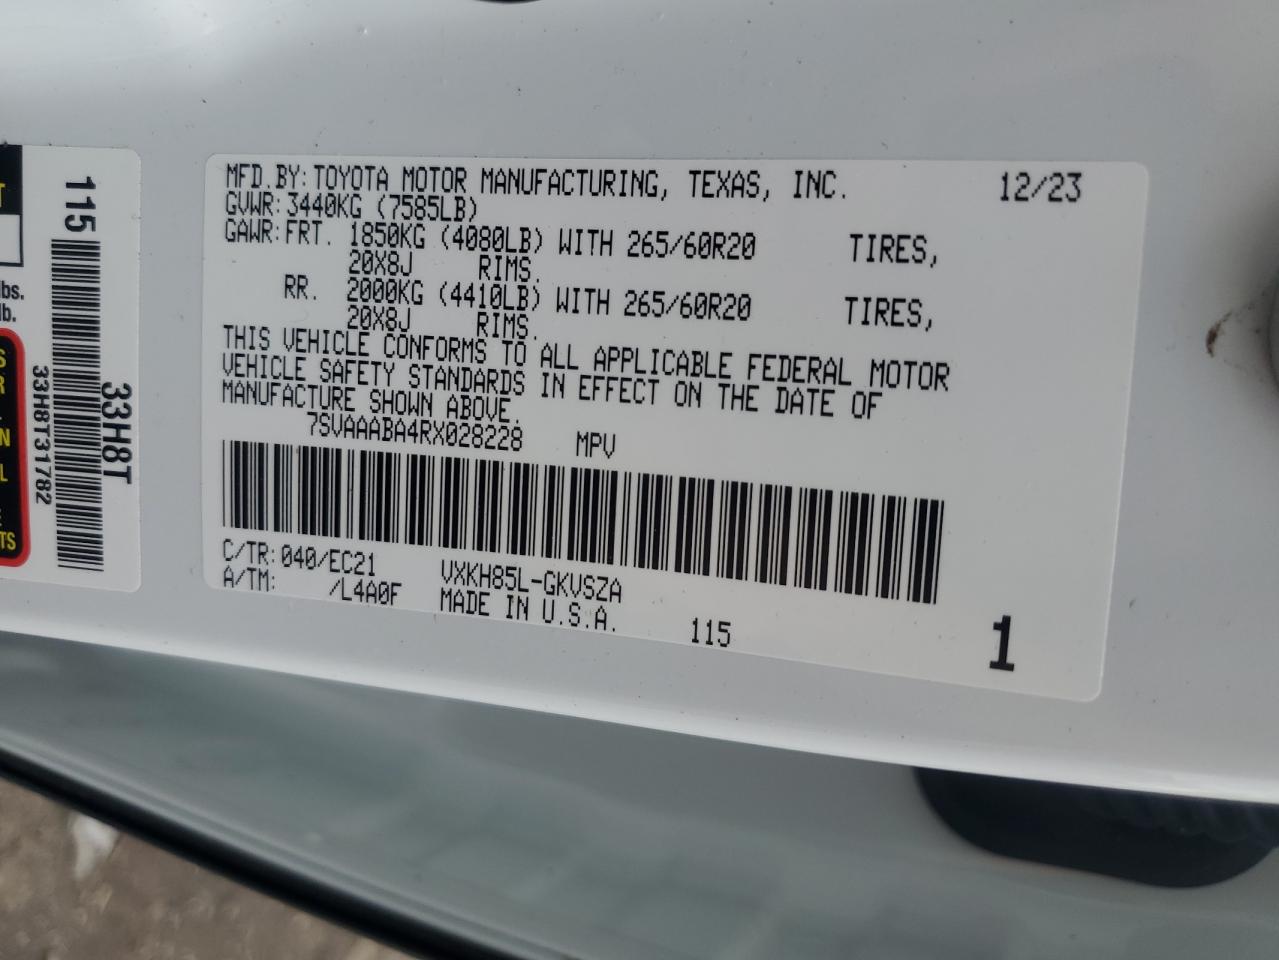 MFD.BY: TOYOTA MOTOR MANUFACTURING, TEXAS, INC. 12/23
GVWR: 3440KG (7585LB)
GAWR: FRT. 1850KG (4080LB) WITH 265/60R20 TIRES,
20X8J RIMS.
RR. 2000KG (4410LB) WITH 265/60R20 TIRES,
20X8J RIMS.
THIS VEHICLE CONFORMS TO ALL APPLICABLE FEDERAL MOTOR
VEHICLE SAFETY STANDARDS IN EFFECT ON THE DATE OF
MANUFACTURE SHOWN ABOVE.
7SVAAABA4RX028228 MPV
C/TR: 040/EC21 VXKH85L-GKVSZA
A/TM: /L4A0F MADE IN U.S.A. 115
1
115
33H8T
33H8T31782
lbs.
lb.